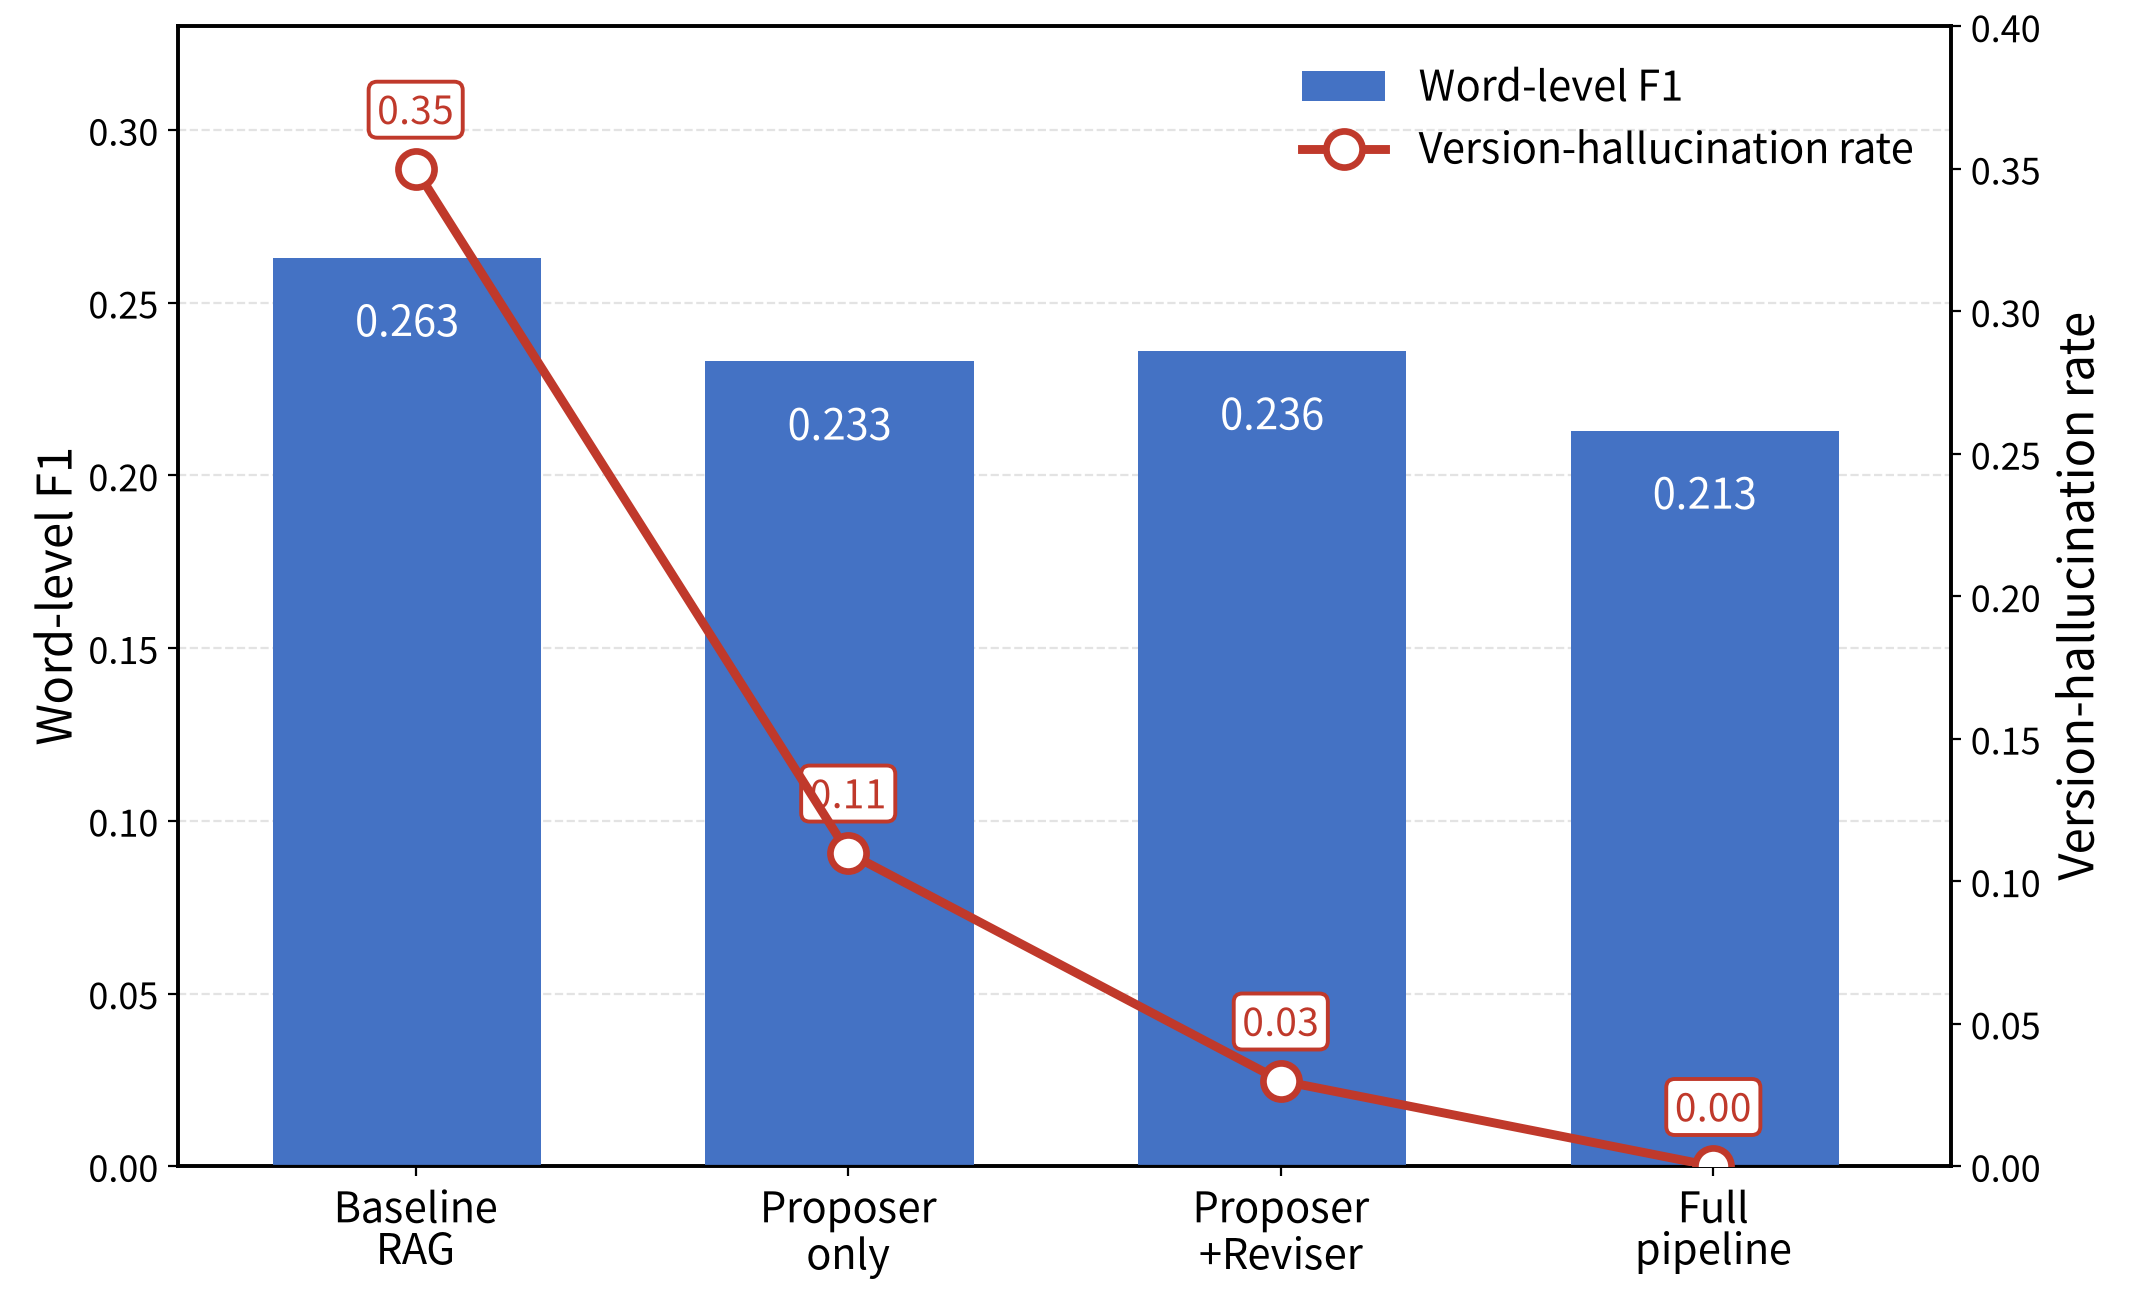 Word-level F1
Version-hallucination rate
0.30
0.25
0.20
0.15
0.10
0.05
0.00
Word-level F1
0.35
0.11
0.03
0.00
0.263
0.233
0.236
0.213
0.40
0.35
0.30
0.25
0.20
0.15
0.10
0.05
0.00
Version-hallucination rate
Baseline
RAG
Proposer
only
Proposer
+Reviser
Full
pipeline